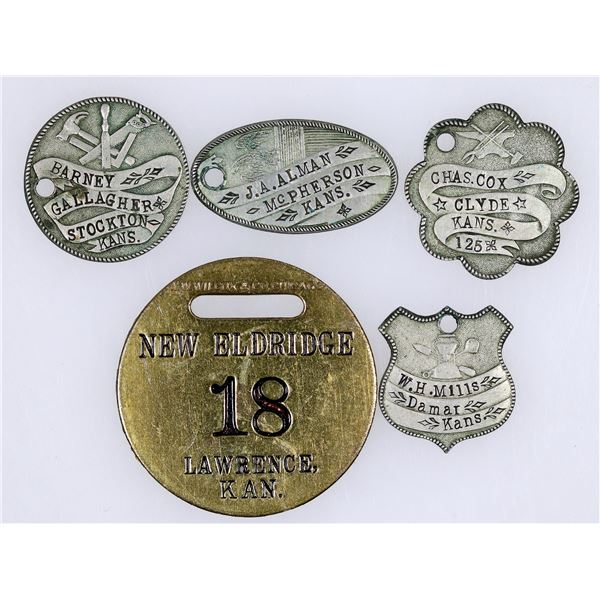 BARNEY
GALLAGHER
STOCKTON
KANS.
J.A. ALMAN
McPHERSON
KANS.
CHAS. COX
CLYDE
KANS.
125
NEW ELDRIDGE
18
LAWRENCE,
KAN.
W.H. Mills
Damar
Kans.